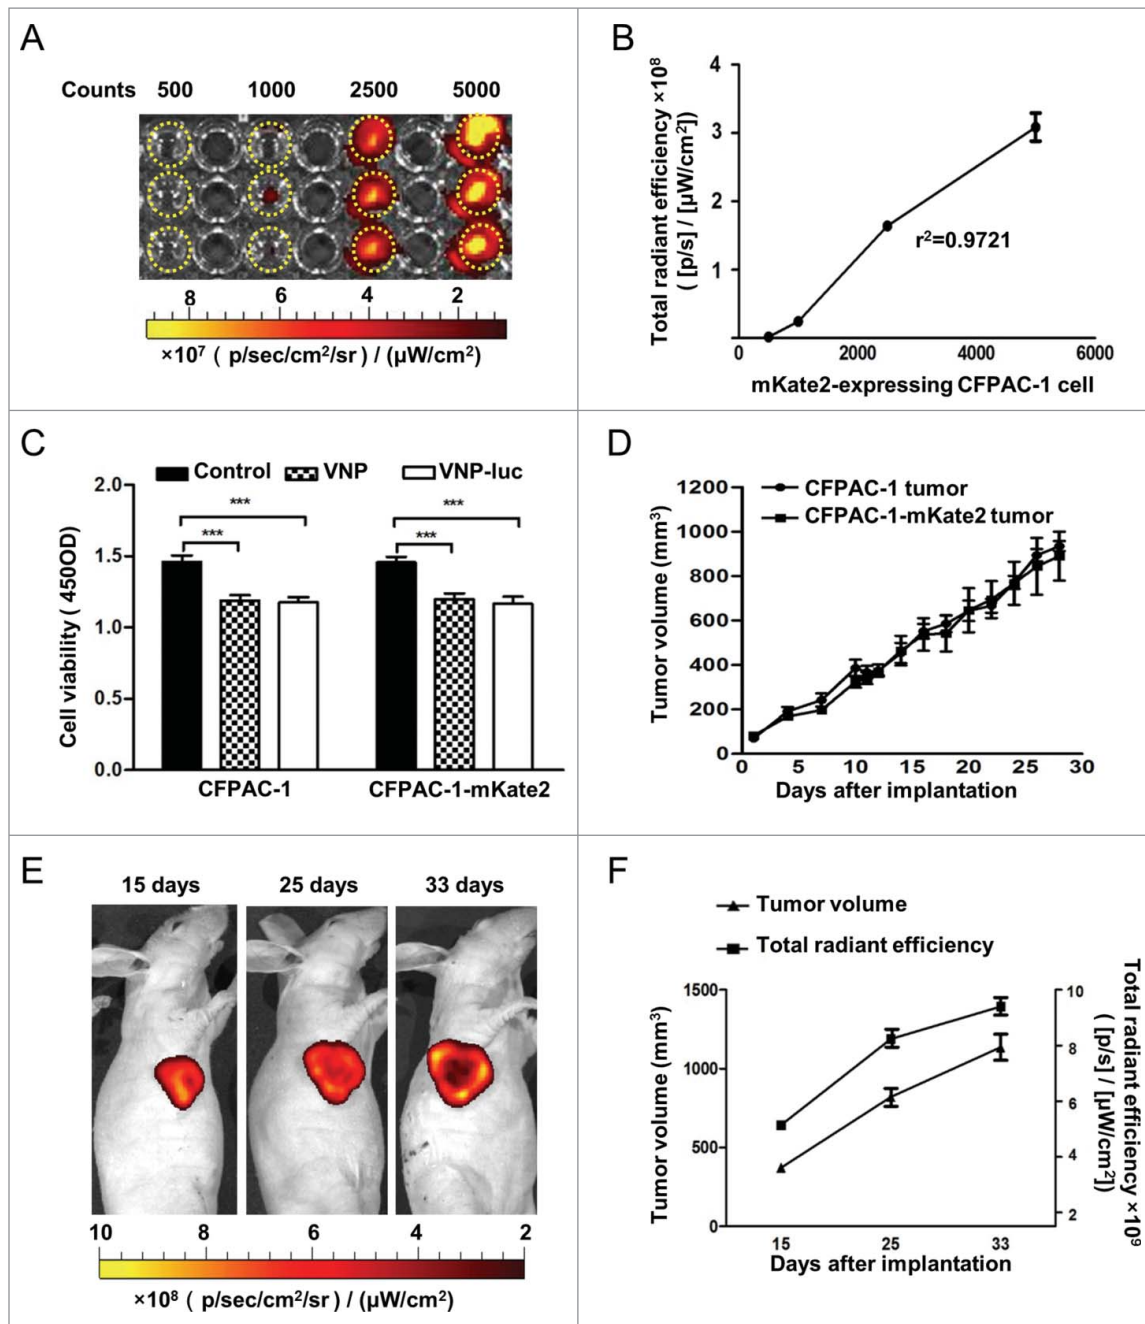 A
Counts 500 1000 2500 5000
8 6 4 2
×10⁷ ( p/sec/cm²/sr ) / (µW/cm²)
B
Total radiant efficiency ×10⁸
( [p/s] / [µW/cm²])
4
3
2
1
0 2000 4000 6000
r²=0.9721
mKate2-expressing CFPAC-1 cell
C
Control VNP VNP-luc
Cell viability ( 450OD)
2.0
1.5
1.0
0.5
0.0
*** *** *** ***
CFPAC-1 CFPAC-1-mKate2
D
CFPAC-1 tumor
CFPAC-1-mKate2 tumor
Tumor volume (mm³)
1200
1000
800
600
400
200
0
0 5 10 15 20 25 30
Days after implantation
E
15 days 25 days 33 days
10 8 6 4 2
×10⁸ ( p/sec/cm²/sr ) / (µW/cm²)
F
Tumor volume
Total radiant efficiency
Tumor volume (mm³)
1500
1000
500
0
10
8
6
4
2
Total radiant efficiency ×10⁹
( [p/s] / [µW/cm²])
15 25 33
Days after implantation